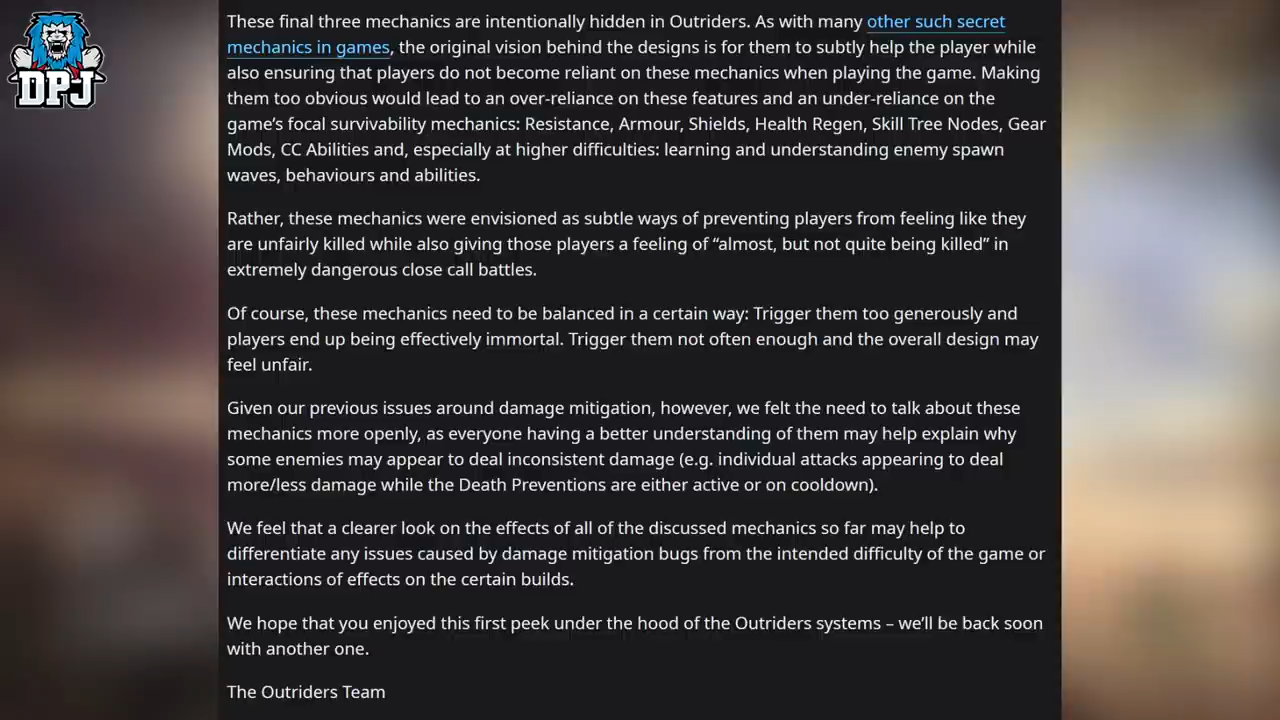 These final three mechanics are intentionally hidden in Outriders. As with many other such secret
mechanics in games, the original vision behind the designs is for them to subtly help the player while
also ensuring that players do not become reliant on these mechanics when playing the game. Making
them too obvious would lead to an over-reliance on these features and an under-reliance on the
game’s focal survivability mechanics: Resistance, Armour, Shields, Health Regen, Skill Tree Nodes, Gear
Mods, CC Abilities and, especially at higher difficulties: learning and understanding enemy spawn
waves, behaviours and abilities.
Rather, these mechanics were envisioned as subtle ways of preventing players from feeling like they
are unfairly killed while also giving those players a feeling of “almost, but not quite being killed” in
extremely dangerous close call battles.
Of course, these mechanics need to be balanced in a certain way: Trigger them too generously and
players end up being effectively immortal. Trigger them not often enough and the overall design may
feel unfair.
Given our previous issues around damage mitigation, however, we felt the need to talk about these
mechanics more openly, as everyone having a better understanding of them may help explain why
some enemies may appear to deal inconsistent damage (e.g. individual attacks appearing to deal
more/less damage while the Death Preventions are either active or on cooldown).
We feel that a clearer look on the effects of all of the discussed mechanics so far may help to
differentiate any issues caused by damage mitigation bugs from the intended difficulty of the game or
interactions of effects on the certain builds.
We hope that you enjoyed this first peek under the hood of the Outriders systems – we’ll be back soon
with another one.
The Outriders Team
DPJ